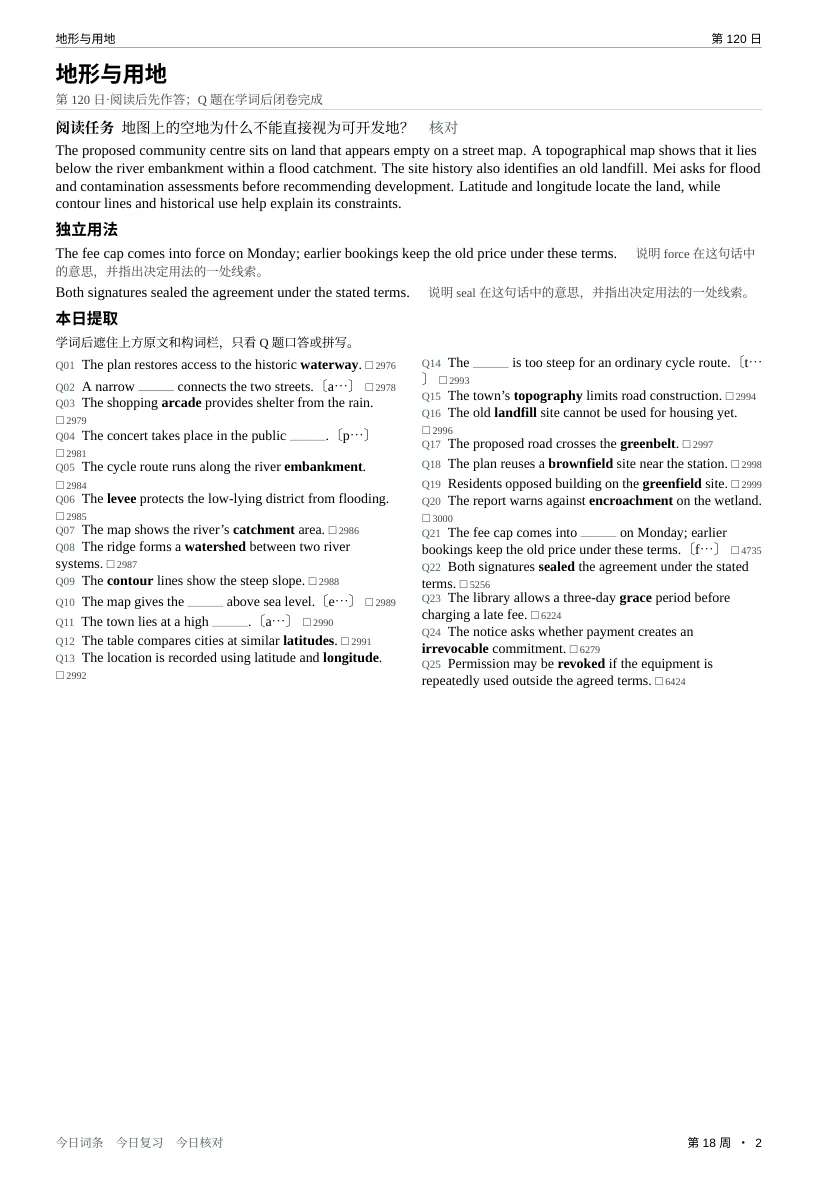 地形与用地 第 120 日
地形与用地
第 120 日·阅读后先作答；Q 题在学词后闭卷完成
阅读任务 地图上的空地为什么不能直接视为可开发地？ 核对
The proposed community centre sits on land that appears empty on a street map. A topographical map shows that it lies
below the river embankment within a flood catchment. The site history also identifies an old landfill. Mei asks for flood
and contamination assessments before recommending development. Latitude and longitude locate the land, while
contour lines and historical use help explain its constraints.
独立用法
The fee cap comes into force on Monday; earlier bookings keep the old price under these terms. 说明 force 在这句话中
的意思，并指出决定用法的一处线索。
Both signatures sealed the agreement under the stated terms. 说明 seal 在这句话中的意思，并指出决定用法的一处线索。
本日提取
学词后遮住上方原文和构词栏，只看 Q 题口答或拼写。
Q01 The plan restores access to the historic waterway. □ 2976
Q02 A narrow _____ connects the two streets.〔a⋯〕 □ 2978
Q03 The shopping arcade provides shelter from the rain.
□ 2979
Q04 The concert takes place in the public _____.〔p⋯〕
□ 2981
Q05 The cycle route runs along the river embankment.
□ 2984
Q06 The levee protects the low-lying district from flooding.
□ 2985
Q07 The map shows the river’s catchment area. □ 2986
Q08 The ridge forms a watershed between two river
systems. □ 2987
Q09 The contour lines show the steep slope. □ 2988
Q10 The map gives the _____ above sea level.〔e⋯〕 □ 2989
Q11 The town lies at a high _____.〔a⋯〕 □ 2990
Q12 The table compares cities at similar latitudes. □ 2991
Q13 The location is recorded using latitude and longitude.
□ 2992
Q14 The _____ is too steep for an ordinary cycle route.〔t⋯
〕 □ 2993
Q15 The town’s topography limits road construction. □ 2994
Q16 The old landfill site cannot be used for housing yet.
□ 2996
Q17 The proposed road crosses the greenbelt. □ 2997
Q18 The plan reuses a brownfield site near the station. □ 2998
Q19 Residents opposed building on the greenfield site. □ 2999
Q20 The report warns against encroachment on the wetland.
□ 3000
Q21 The fee cap comes into _____ on Monday; earlier
bookings keep the old price under these terms.〔f⋯〕 □ 4735
Q22 Both signatures sealed the agreement under the stated
terms. □ 5256
Q23 The library allows a three-day grace period before
charging a late fee. □ 6224
Q24 The notice asks whether payment creates an
irrevocable commitment. □ 6279
Q25 Permission may be revoked if the equipment is
repeatedly used outside the agreed terms. □ 6424
今日词条 今日复习 今日核对 第 18 周 • 2